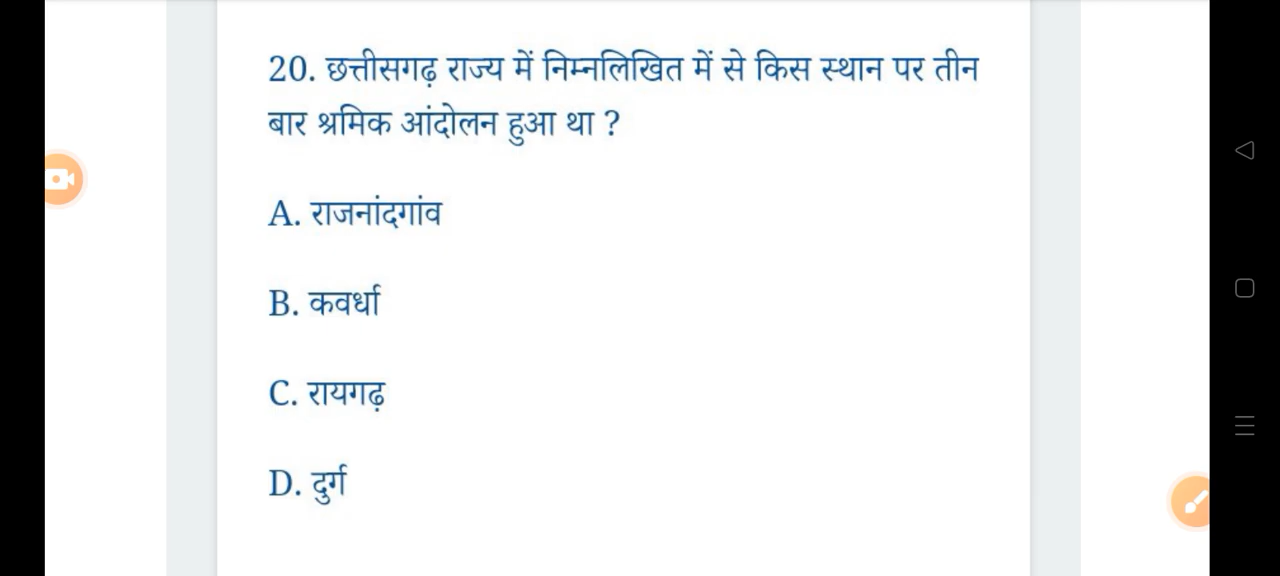 20. छत्तीसगढ़ राज्य में निम्नलिखित में से किस स्थान पर तीन
बार श्रमिक आंदोलन हुआ था ?
A. राजनांदगांव
B. कवर्धा
C. रायगढ़
D. दुर्ग